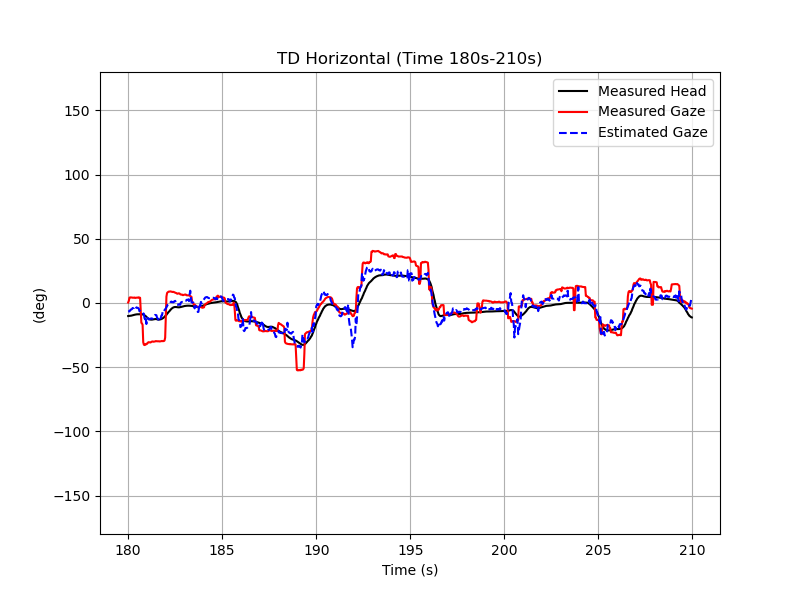 TD Horizontal (Time 180s-210s)
Measured Head
Measured Gaze
Estimated Gaze
150
100
50
0
−50
−100
−150
(deg)
180 185 190 195 200 205 210
Time (s)